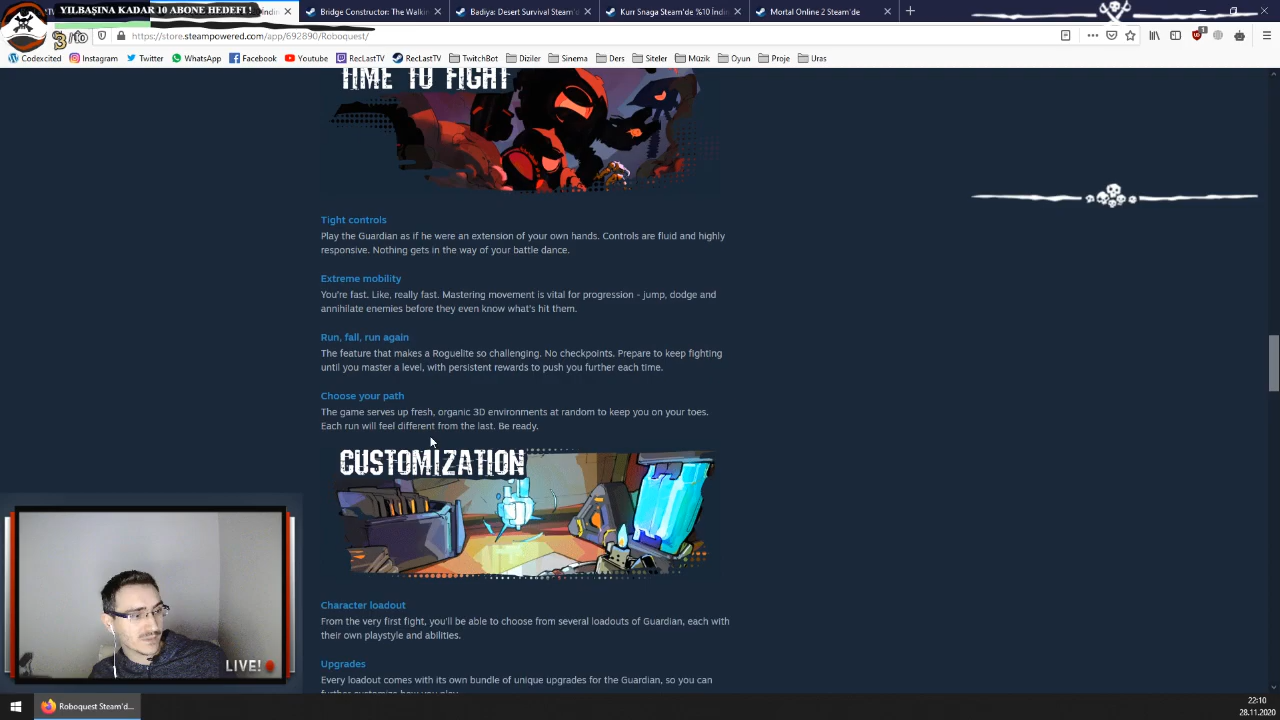 YILBAŞINA KADAR 10 ABONE HEDEFİ !
3/10
Bridge Constructor: The Walkin
Badiya: Desert Survival Steam'd
Kurr Snaga Steam'de %10 İndi
Mortal Online 2 Steam'de
https://store.steampowered.com/app/692890/Roboquest/
Codexcited
Instagram
Twitter
WhatsApp
Facebook
Youtube
RecLastTV
RecLastTV
TwitchBot
Diziler
Sinema
Ders
Siteler
Müzik
Oyun
Proje
Uras
TIME TO FIGHT
Tight controls
Play the Guardian as if he were an extension of your own hands. Controls are fluid and highly
responsive. Nothing gets in the way of your battle dance.
Extreme mobility
You're fast. Like, really fast. Mastering movement is vital for progression - jump, dodge and
annihilate enemies before they even know what's hit them.
Run, fall, run again
The feature that makes a Roguelite so challenging. No checkpoints. Prepare to keep fighting
until you master a level, with persistent rewards to push you further each time.
Choose your path
The game serves up fresh, organic 3D environments at random to keep you on your toes.
Each run will feel different from the last. Be ready.
CUSTOMIZATION
Character loadout
From the very first fight, you'll be able to choose from several loadouts of Guardian, each with
their own playstyle and abilities.
Upgrades
Every loadout comes with its own bundle of unique upgrades for the Guardian, so you can
further customize how you play.
LIVE!
Roboquest Steam'd...
22:10
28.11.2020